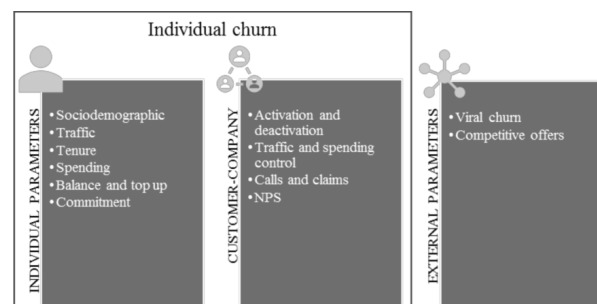 Individual churn
INDIVIDUAL PARAMETERS
• Sociodemographic
• Traffic
• Tenure
• Spending
• Balance and top up
• Commitment
CUSTOMER-COMPANY
• Activation and
deactivation
• Traffic and spending
control
• Calls and claims
• NPS
EXTERNAL PARAMETERS
• Viral churn
• Competitive offers